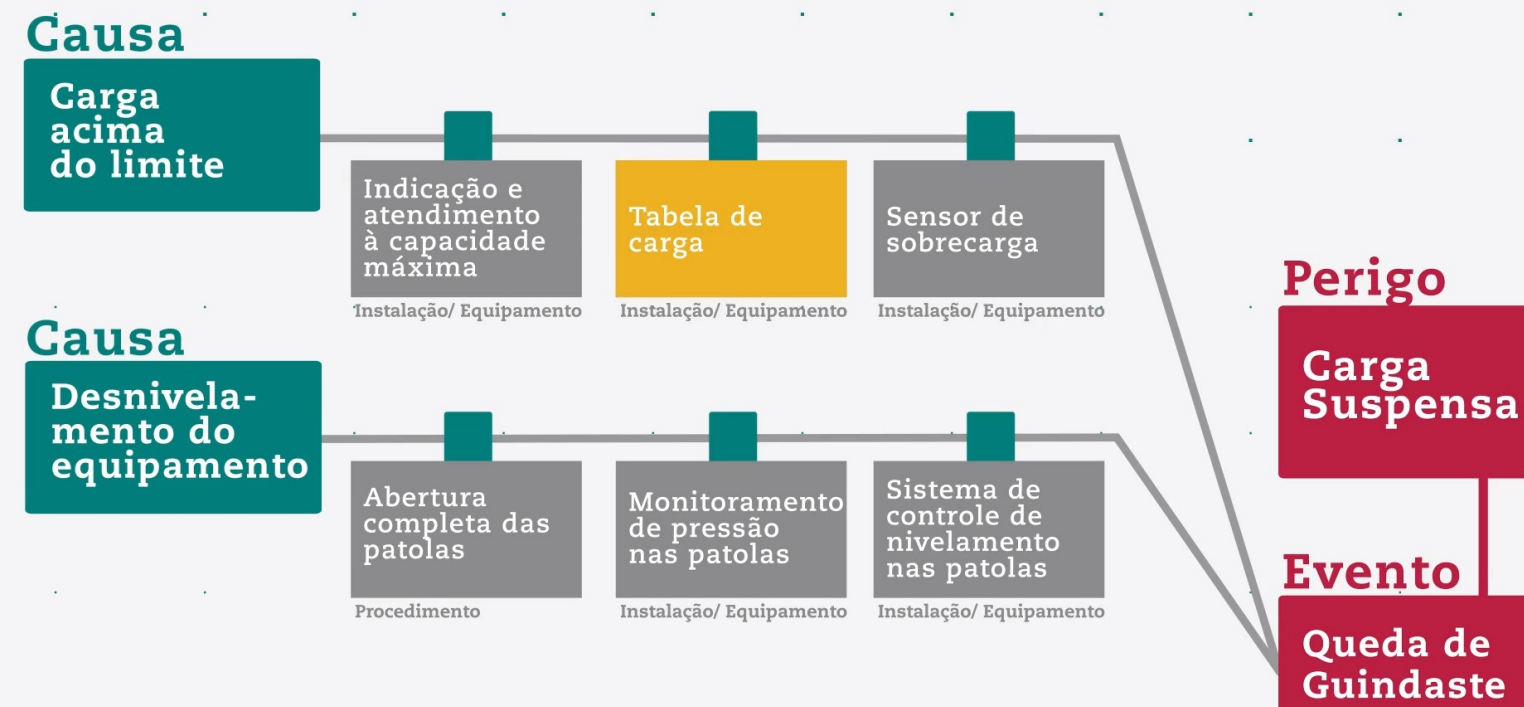 Causa
Carga
acima
do limite
Indicação e
atendimento
à capacidade
máxima
Instalação/ Equipamento
Tabela de
carga
Instalação/ Equipamento
Sensor de
sobrecarga
Instalação/ Equipamento
Causa
Desnivela-
mento do
equipamento
Abertura
completa das
patolas
Procedimento
Monitoramento
de pressão
nas patolas
Instalação/ Equipamento
Sistema de
controle de
nivelamento
nas patolas
Instalação/ Equipamento
Perigo
Carga
Suspensa
Evento
Queda de
Guindaste